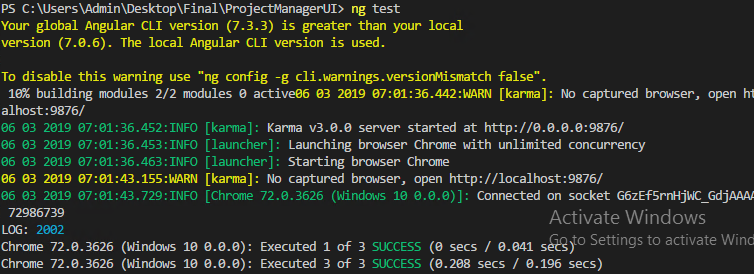 PS C:\Users\Admin\Desktop\Final\ProjectManagerUI> ng test
Your global Angular CLI version (7.3.3) is greater than your local
version (7.0.6). The local Angular CLI version is used.
To disable this warning use "ng config -g cli.warnings.versionMismatch false".
10% building modules 2/2 modules 0 active06 03 2019 07:01:36.442:WARN [karma]: No captured browser, open ht
alhost:9876/
06 03 2019 07:01:36.452:INFO [karma]: Karma v3.0.0 server started at http://0.0.0.0:9876/
06 03 2019 07:01:36.453:INFO [launcher]: Launching browser Chrome with unlimited concurrency
06 03 2019 07:01:36.463:INFO [launcher]: Starting browser Chrome
06 03 2019 07:01:43.155:WARN [karma]: No captured browser, open http://localhost:9876/
06 03 2019 07:01:43.729:INFO [Chrome 72.0.3626 (Windows 10 0.0.0)]: Connected on socket G6zEf5rnHjWC_GdjAAAA
72986739
Activate Windows
LOG: 2002
Go to Settings to activate Wind
Chrome 72.0.3626 (Windows 10 0.0.0): Executed 1 of 3 SUCCESS (0 secs / 0.041 secs)
Chrome 72.0.3626 (Windows 10 0.0.0): Executed 3 of 3 SUCCESS (0.208 secs / 0.196 secs)